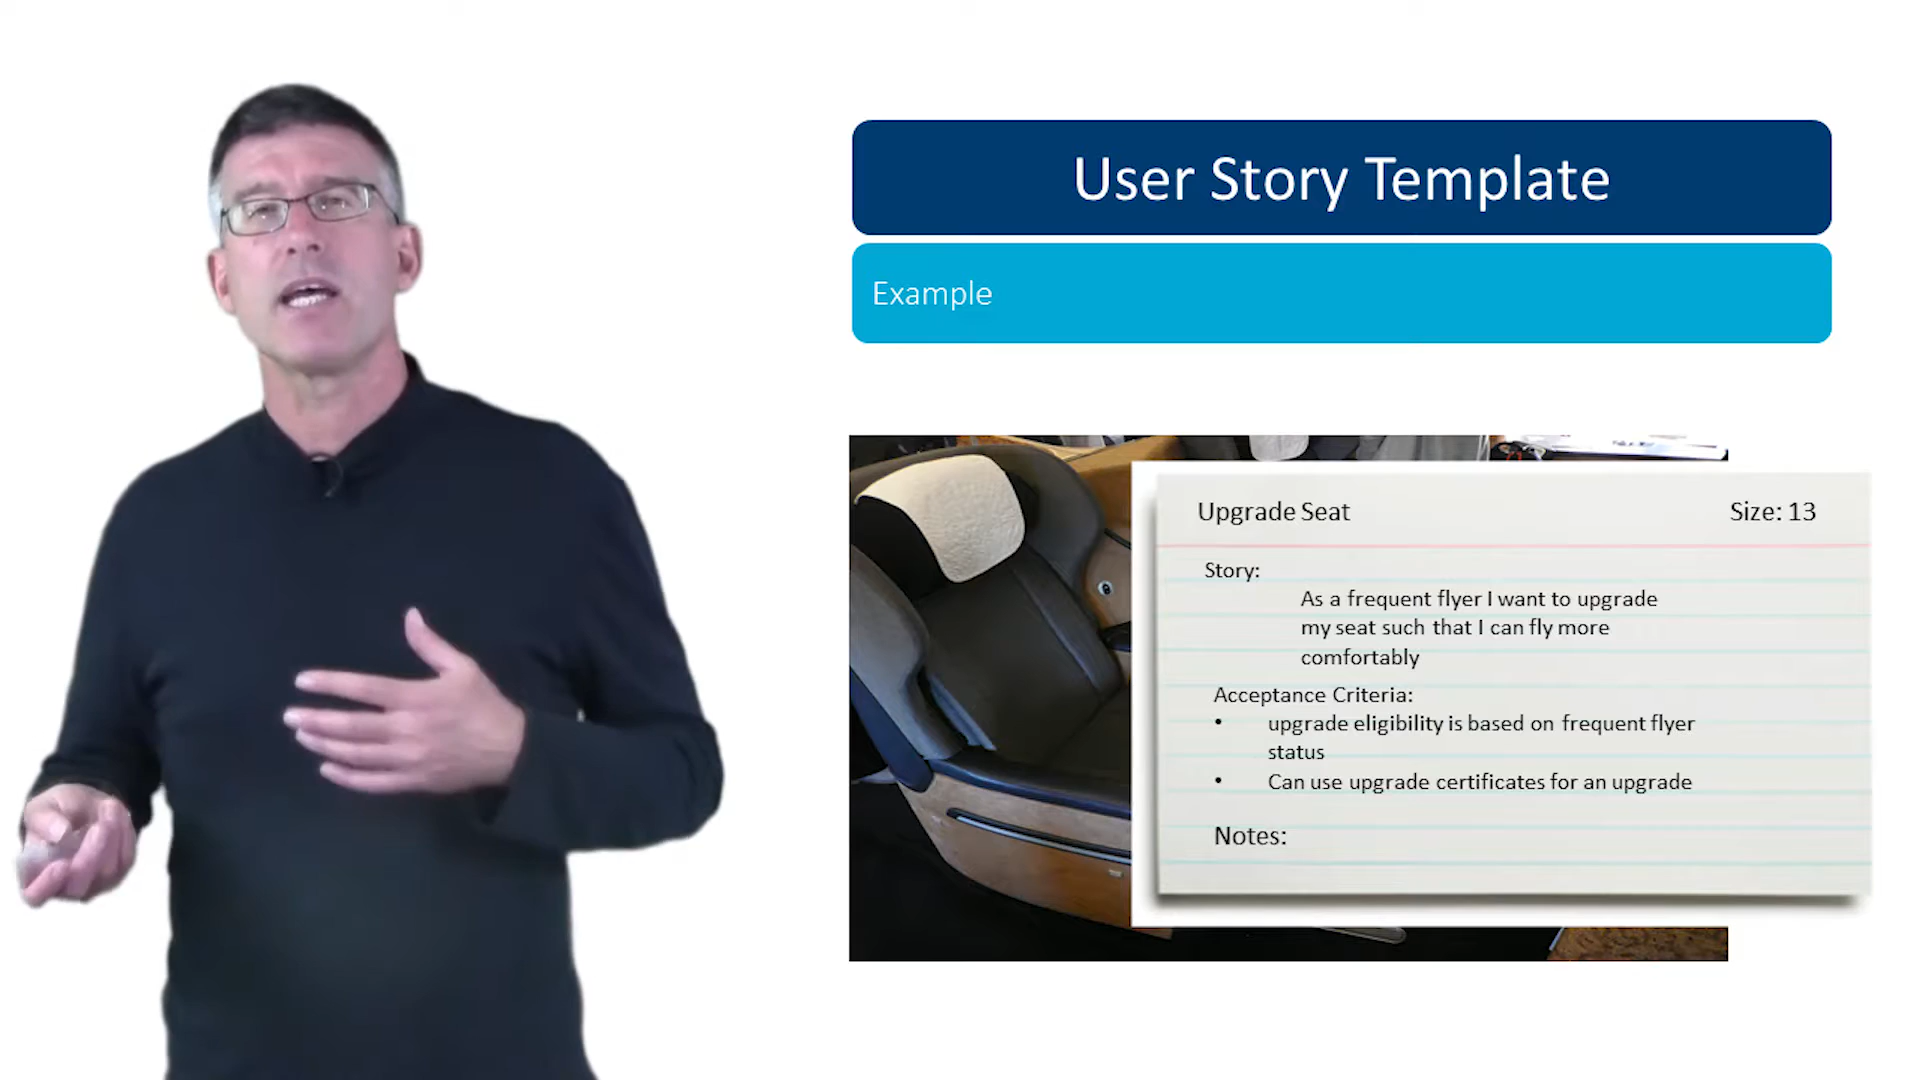 User Story Template
Example
Upgrade Seat Size: 13
Story:
As a frequent flyer I want to upgrade
my seat such that I can fly more
comfortably
Acceptance Criteria:
• upgrade eligibility is based on frequent flyer
status
• Can use upgrade certificates for an upgrade
Notes: